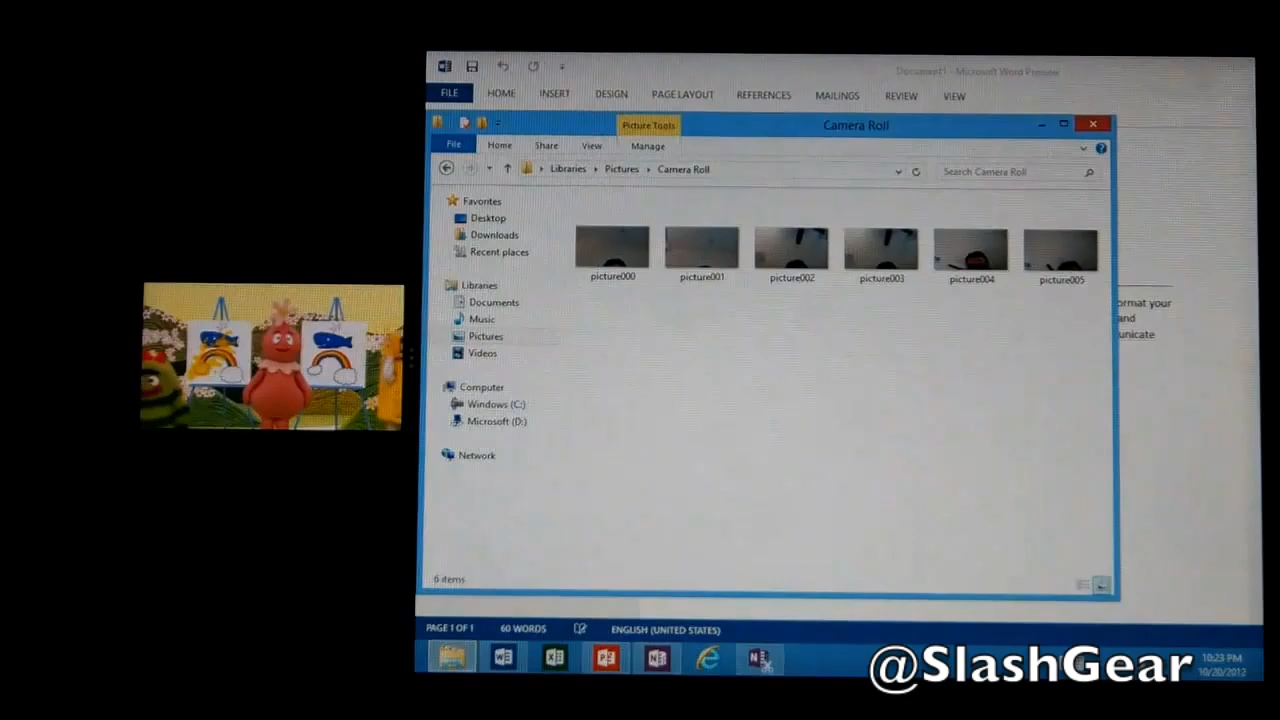 Document1 - Microsoft Word Preview
FILE HOME INSERT DESIGN PAGE LAYOUT REFERENCES MAILINGS REVIEW VIEW
Picture Tools Camera Roll
File Home Share View Manage
Libraries Pictures Camera Roll Search Camera Roll
Favorites
Desktop
Downloads
Recent places
Libraries
Documents
Music
Pictures
Videos
Computer
Windows (C:)
Microsoft (D:)
Network
picture000 picture001 picture002 picture003 picture004 picture005
ormat your
and
unicate
6 items
PAGE 1 OF 1 60 WORDS ENGLISH (UNITED STATES)
10:23 PM
10/20/2012
@SlashGear